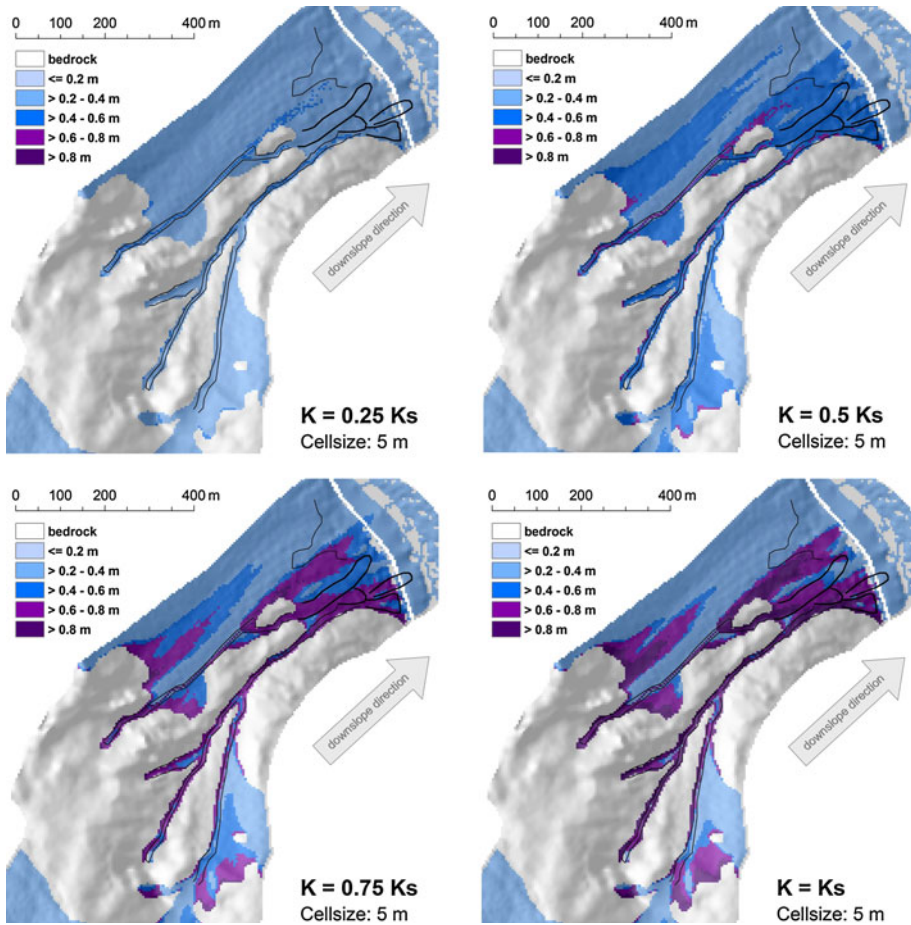 0 100 200 400 m
bedrock
<= 0.2 m
> 0.2 - 0.4 m
> 0.4 - 0.6 m
> 0.6 - 0.8 m
> 0.8 m
downslope direction
K = 0.25 Ks
Cellsize: 5 m
0 100 200 400 m
bedrock
<= 0.2 m
> 0.2 - 0.4 m
> 0.4 - 0.6 m
> 0.6 - 0.8 m
> 0.8 m
downslope direction
K = 0.5 Ks
Cellsize: 5 m
0 100 200 400 m
bedrock
<= 0.2 m
> 0.2 - 0.4 m
> 0.4 - 0.6 m
> 0.6 - 0.8 m
> 0.8 m
downslope direction
K = 0.75 Ks
Cellsize: 5 m
0 100 200 400 m
bedrock
<= 0.2 m
> 0.2 - 0.4 m
> 0.4 - 0.6 m
> 0.6 - 0.8 m
> 0.8 m
downslope direction
K = Ks
Cellsize: 5 m